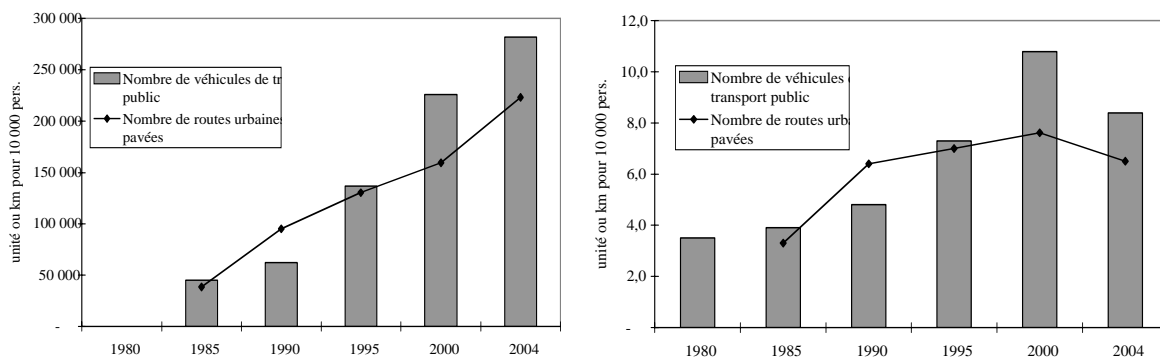 unité ou km pour 10 000 pers.
300 000
250 000
200 000
150 000
100 000
50 000
-
Nombre de véhicules de tr
public
Nombre de routes urbaines
pavées
1980 1985 1990 1995 2000 2004
unité ou km pour 10 000 pers.
12,0
10,0
8,0
6,0
4,0
2,0
-
Nombre de véhicules
transport public
Nombre de routes urba
pavées
1980 1985 1990 1995 2000 2004